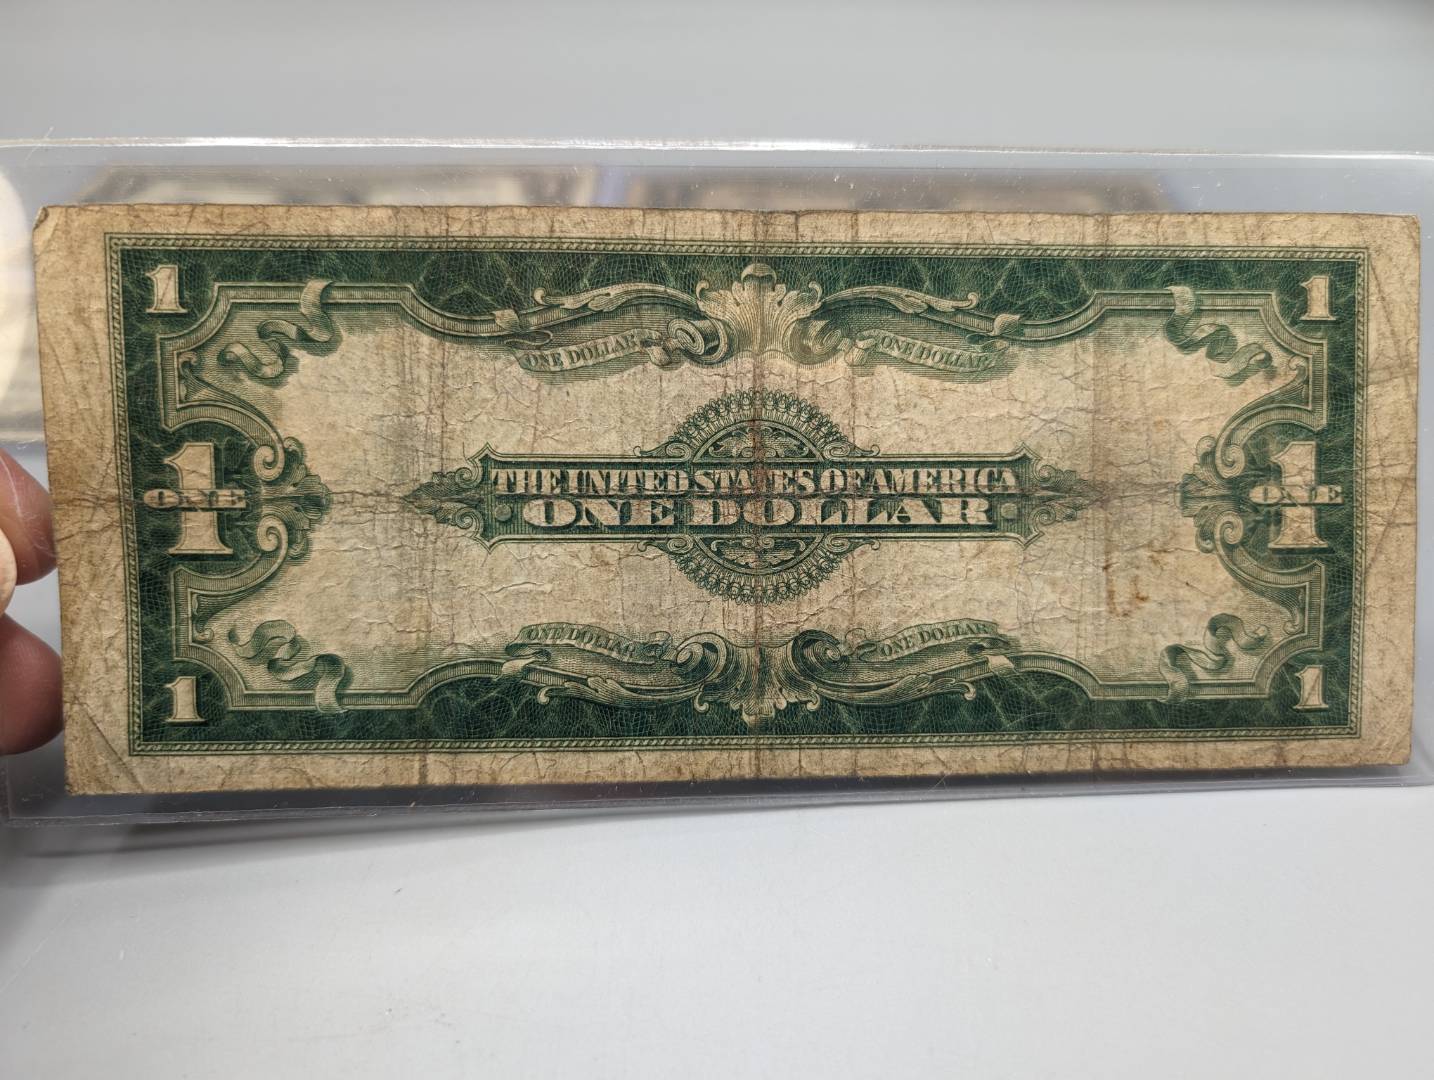 1 1
ONE DOLLAR ONE DOLLAR
THE UNITED STATES OF AMERICA
1 ONE 1 ONE
ONE DOLLAR
ONE DOLLAR ONE DOLLAR
1 1